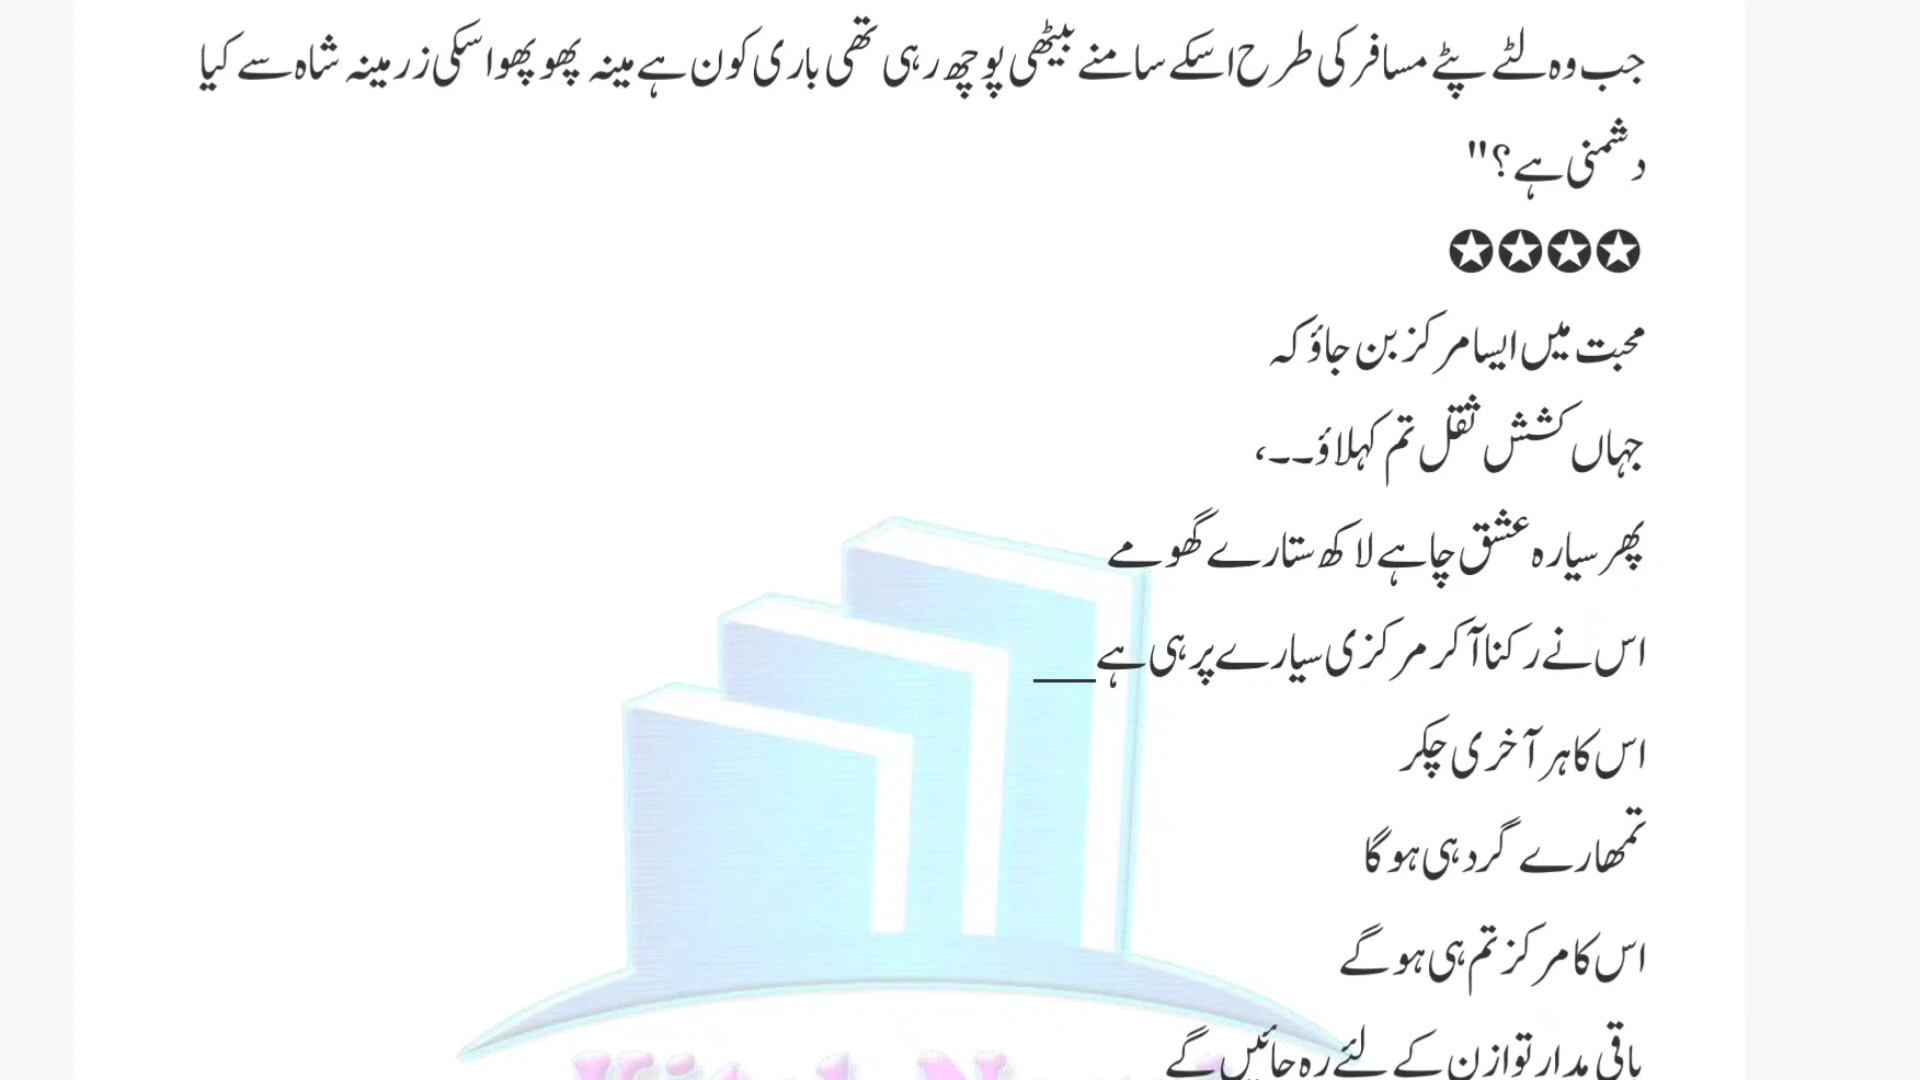 جب وہ لٹے پٹے مسافر کی طرح اسکے سامنے بیٹھی پوچھ رہی تھی باری کون ہے مینہ پھوپھو اسکی زرمینہ شاہ سے کیا
دشمنی ہے؟"
✪✪✪✪
محبت میں ایسا مرکز بن جاؤ کہ
جہاں کشش ثقل تم کہلاؤ۔۔،
پھر سیارہ عشق چاہے لاکھ ستارے گھومے
اس نے رکنا آ کر مرکزی سیارے پر ہی ہے___
اس کا ہر آخری چکر
تمھارے گرد ہی ہو گا
اس کا مرکز تم ہی ہو گے
باقی مدار توازن کے لئے رہ جائیں گے